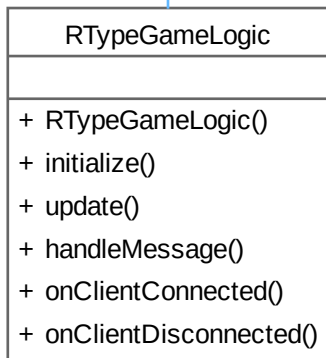 RTypeGameLogic
+ RTypeGameLogic()
+ initialize()
+ update()
+ handleMessage()
+ onClientConnected()
+ onClientDisconnected()